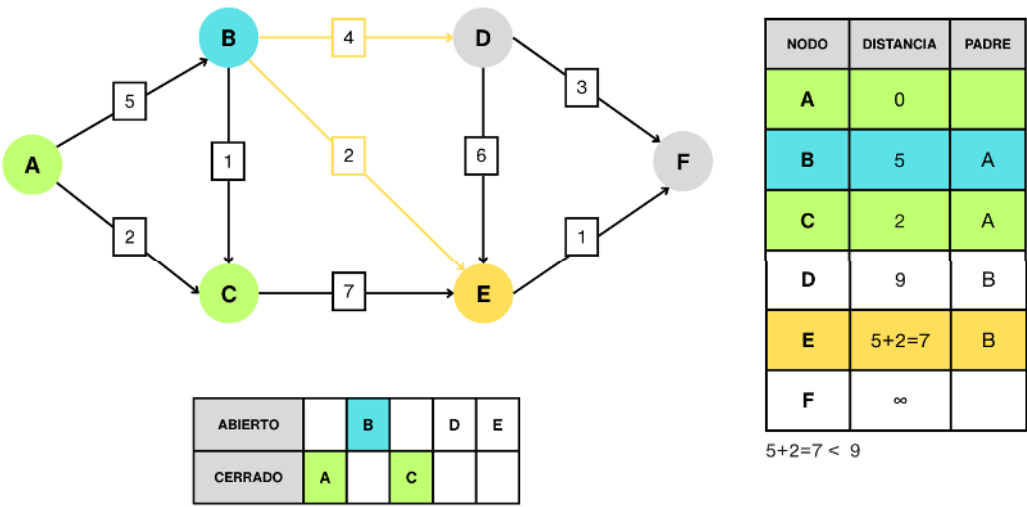 B
4
D
5
3
A
1
2
6
F
2
1
C
7
E
NODO DISTANCIA PADRE
A 0
B 5 A
C 2 A
D 9 B
E 5+2=7 B
F ∞
5+2=7 < 9
ABIERTO B D E
CERRADO A C